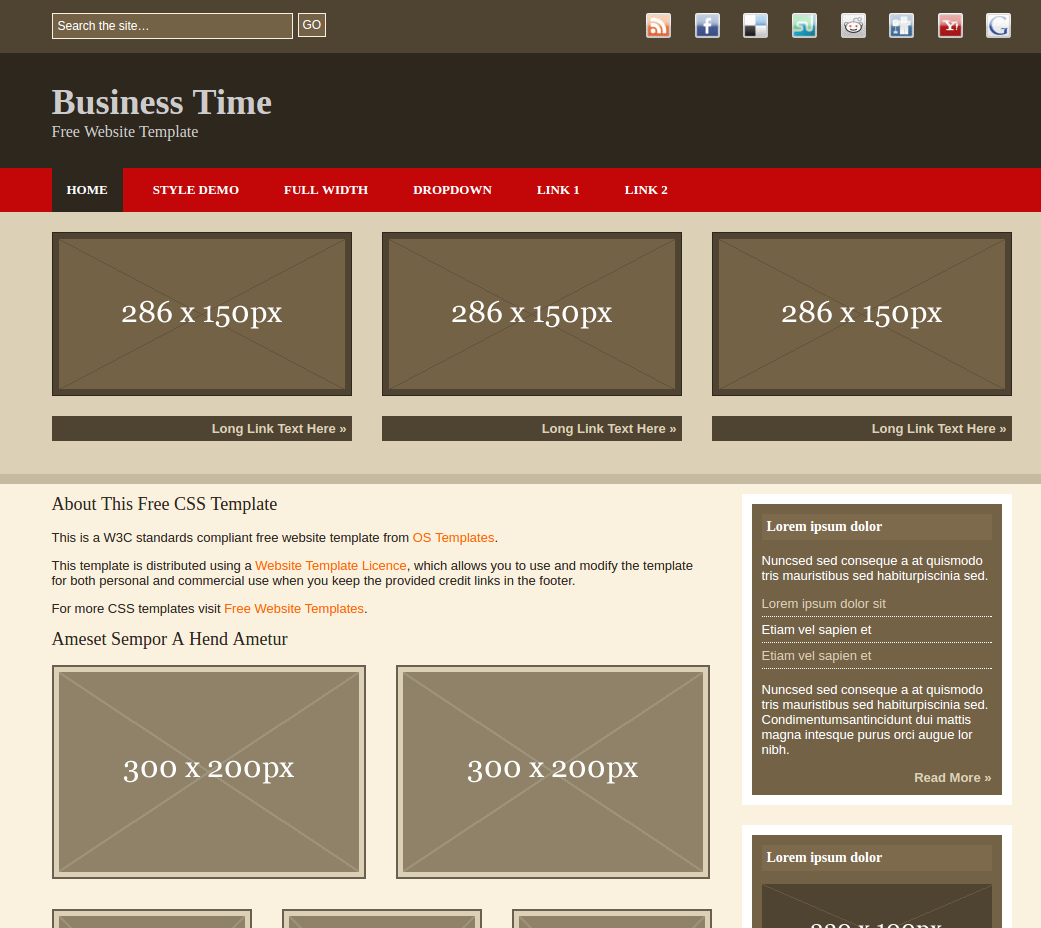 Search the site…
GO
Business Time
Free Website Template
HOME
STYLE DEMO
FULL WIDTH
DROPDOWN
LINK 1
LINK 2
286 x 150px
286 x 150px
286 x 150px
Long Link Text Here »
Long Link Text Here »
Long Link Text Here »
About This Free CSS Template
This is a W3C standards compliant free website template from OS Templates.
This template is distributed using a Website Template Licence, which allows you to use and modify the template
for both personal and commercial use when you keep the provided credit links in the footer.
For more CSS templates visit Free Website Templates.
Ameset Sempor A Hend Ametur
300 x 200px
300 x 200px
Lorem ipsum dolor
Nuncsed sed conseque a at quismodo
tris mauristibus sed habiturpiscinia sed.
Lorem ipsum dolor sit
Etiam vel sapien et
Etiam vel sapien et
Nuncsed sed conseque a at quismodo
tris mauristibus sed habiturpiscinia sed.
Condimentumsantincidunt dui mattis
magna intesque purus orci augue lor
nibh.
Read More »
Lorem ipsum dolor